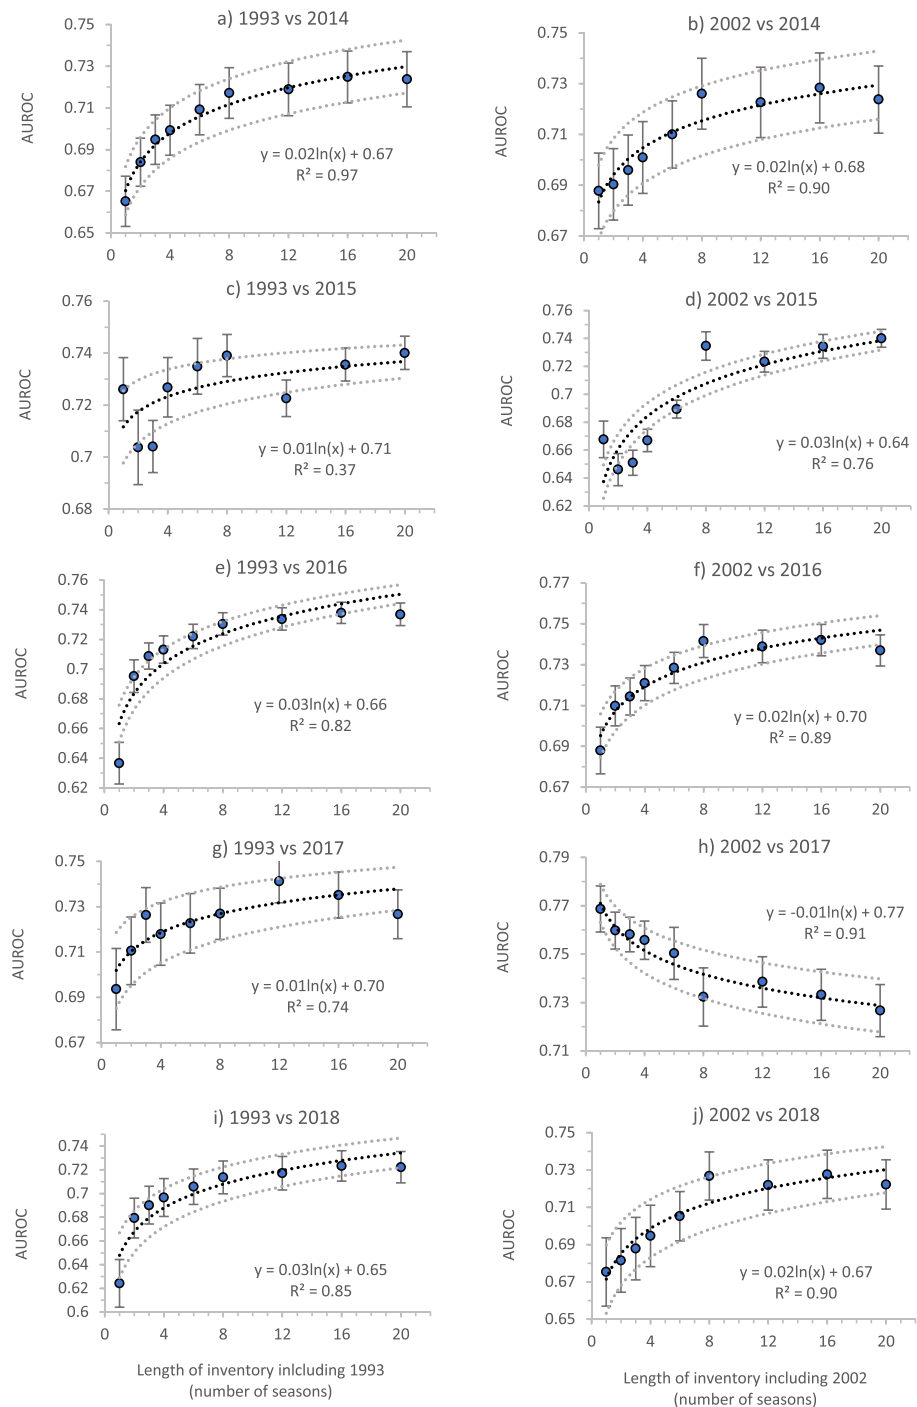 a) 1993 vs 2014
0.75
0.73
0.71
0.69
0.67
0.65
AUROC
y = 0.02ln(x) + 0.67
R² = 0.97
0 4 8 12 16 20
b) 2002 vs 2014
0.75
0.73
0.71
0.69
0.67
AUROC
y = 0.02ln(x) + 0.68
R² = 0.90
0 4 8 12 16 20
c) 1993 vs 2015
0.76
0.74
0.72
0.7
0.68
AUROC
y = 0.01ln(x) + 0.71
R² = 0.37
0 4 8 12 16 20
d) 2002 vs 2015
0.76
0.74
0.72
0.7
0.68
0.66
0.64
0.62
AUROC
y = 0.03ln(x) + 0.64
R² = 0.76
0 4 8 12 16 20
e) 1993 vs 2016
0.76
0.74
0.72
0.7
0.68
0.66
0.64
0.62
AUROC
y = 0.03ln(x) + 0.66
R² = 0.82
0 4 8 12 16 20
f) 2002 vs 2016
0.77
0.75
0.73
0.71
0.69
0.67
AUROC
y = 0.02ln(x) + 0.70
R² = 0.89
0 4 8 12 16 20
g) 1993 vs 2017
0.75
0.73
0.71
0.69
0.67
AUROC
y = 0.01ln(x) + 0.70
R² = 0.74
0 4 8 12 16 20
h) 2002 vs 2017
0.79
0.77
0.75
0.73
0.71
AUROC
y = -0.01ln(x) + 0.77
R² = 0.91
0 4 8 12 16 20
i) 1993 vs 2018
0.74
0.72
0.7
0.68
0.66
0.64
0.62
0.6
AUROC
y = 0.03ln(x) + 0.65
R² = 0.85
0 4 8 12 16 20
Length of inventory inlcluding 1993
(number of seasons)
j) 2002 vs 2018
0.75
0.73
0.71
0.69
0.67
0.65
AUROC
y = 0.02ln(x) + 0.67
R² = 0.90
0 4 8 12 16 20
Length of inventory including 2002
(number of seasons)